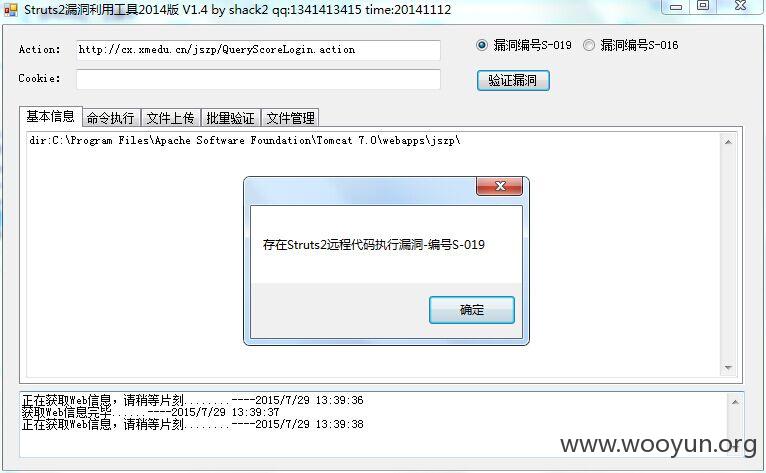 Struts2漏洞利用工具2014版 V1.4 by shack2 qq:1341413415 time:20141112
Action: http://cx.xmedu.cn/jszp/QueryScoreLogin.action 漏洞编号S-019 漏洞编号S-016
Cookie: 验证漏洞
基本信息 命令执行 文件上传 批量验证 文件管理
dir:C:\Program Files\Apache Software Foundation\Tomcat 7.0\webapps\jszp\
存在Struts2远程代码执行漏洞-编号S-019
确定
正在获取Web信息，请稍等片刻........----2015/7/29 13:39:36
获取Web信息完毕......----2015/7/29 13:39:37
正在获取Web信息，请稍等片刻........----2015/7/29 13:39:38
www.wooyun.org